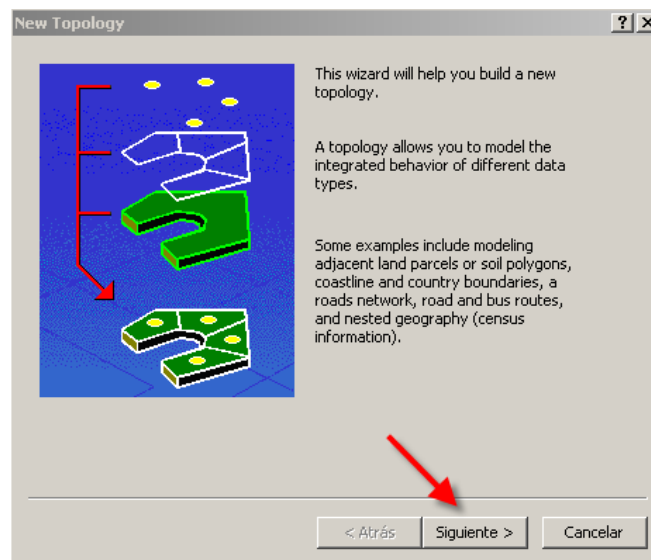 New Topology
This wizard will help you build a new
topology.
A topology allows you to model the
integrated behavior of different data
types.
Some examples include modeling
adjacent land parcels or soil polygons,
coastline and country boundaries, a
roads network, road and bus routes,
and nested geography (census
information).
< Atrás
Siguiente >
Cancelar